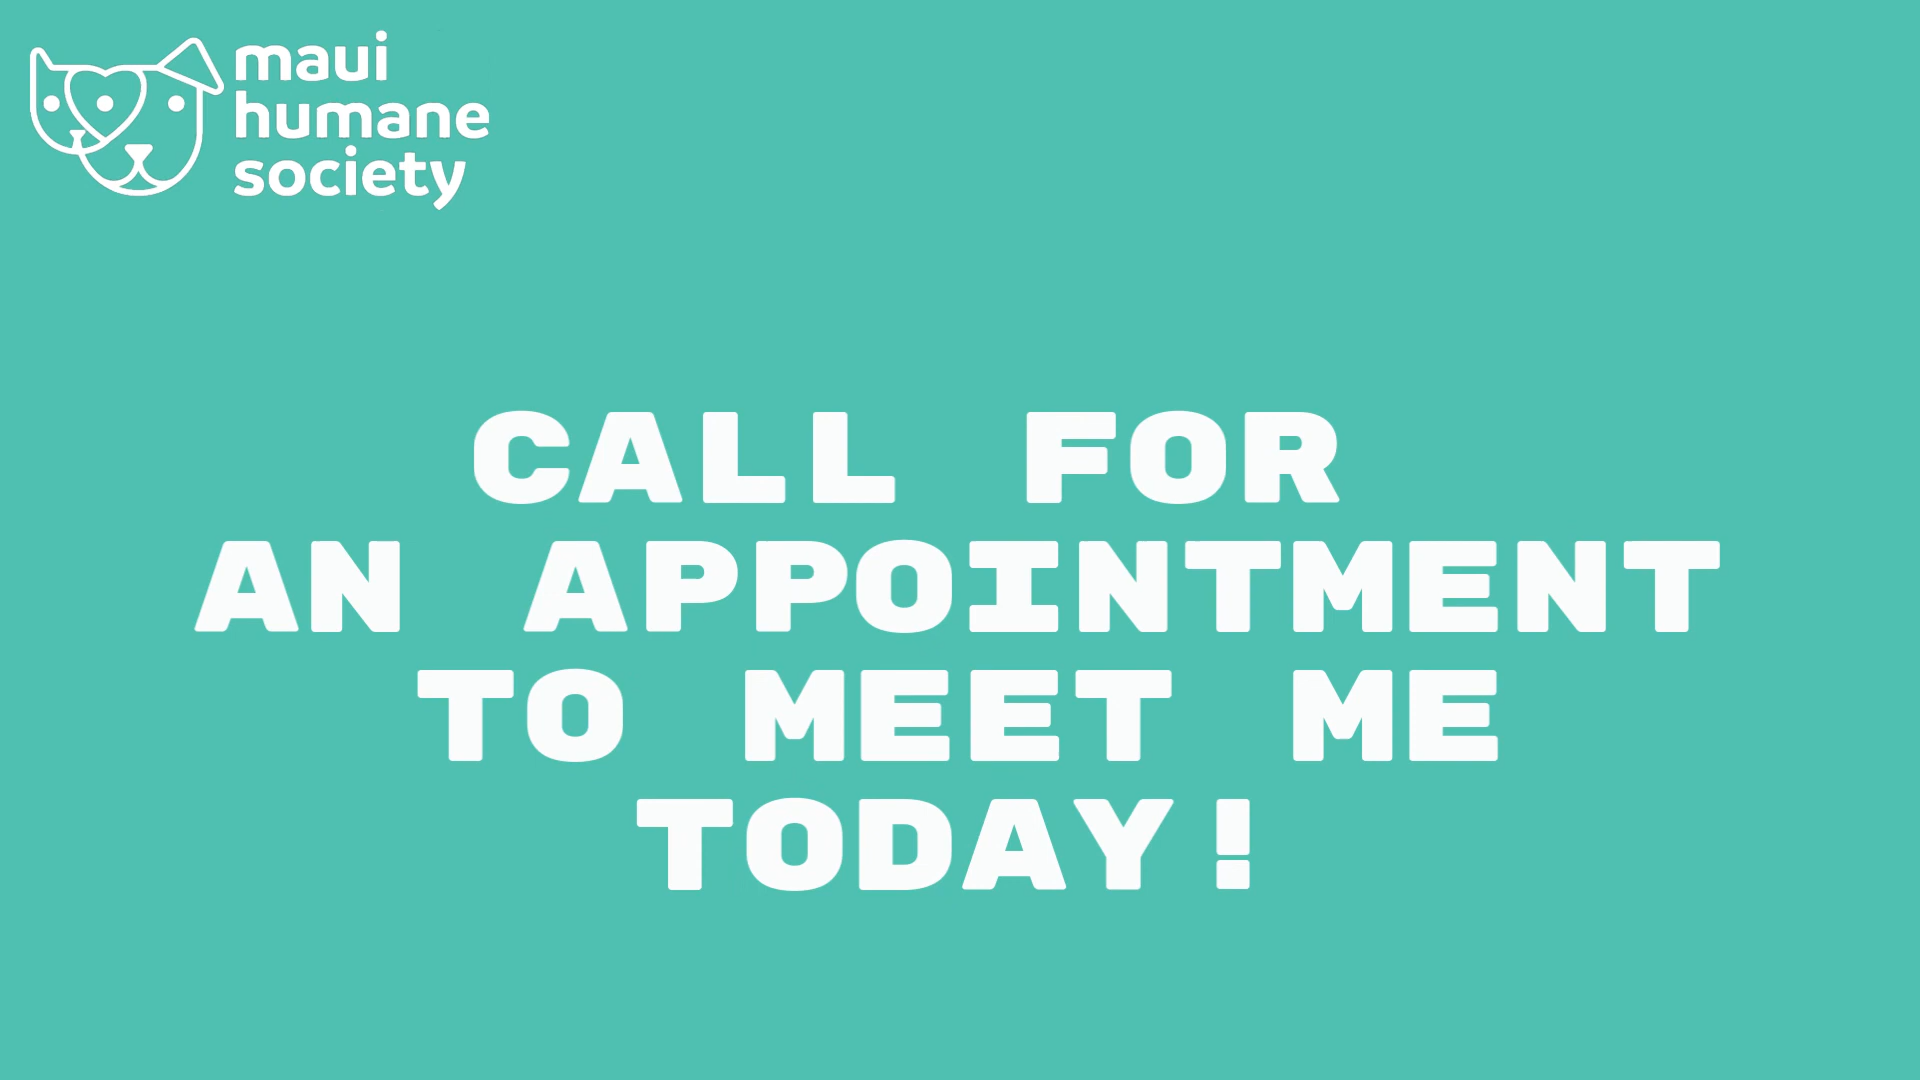 maui
humane
society
CALL FOR
AN APPOINTMENT
TO MEET ME
TODAY!